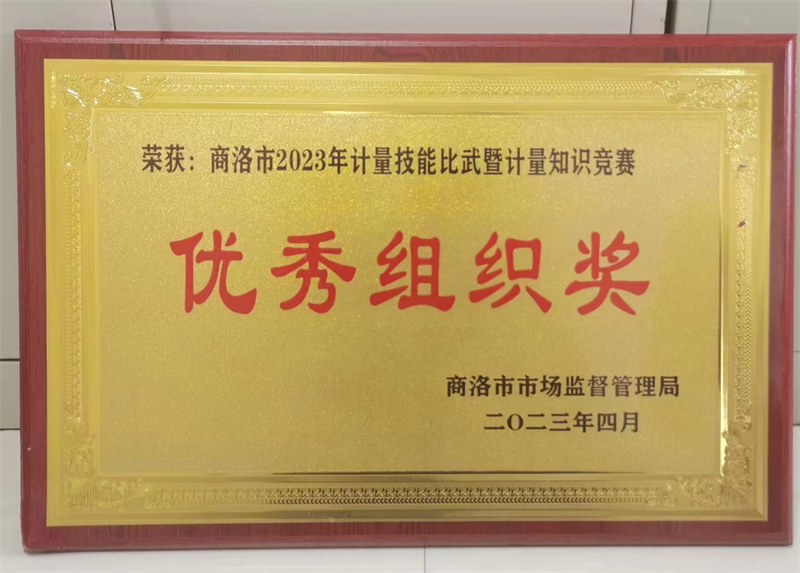 荣获：商洛市2023年计量技能比武暨计量知识竞赛
优秀组织奖
商洛市市场监督管理局
二〇二三年四月